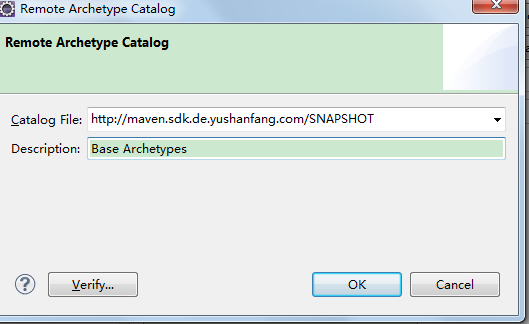 Remote Archetype Catalog
Remote Archetype Catalog
Catalog File: http://maven.sdk.de.yushanfang.com/SNAPSHOT
Description: Base Archetypes
? Verify... OK Cancel